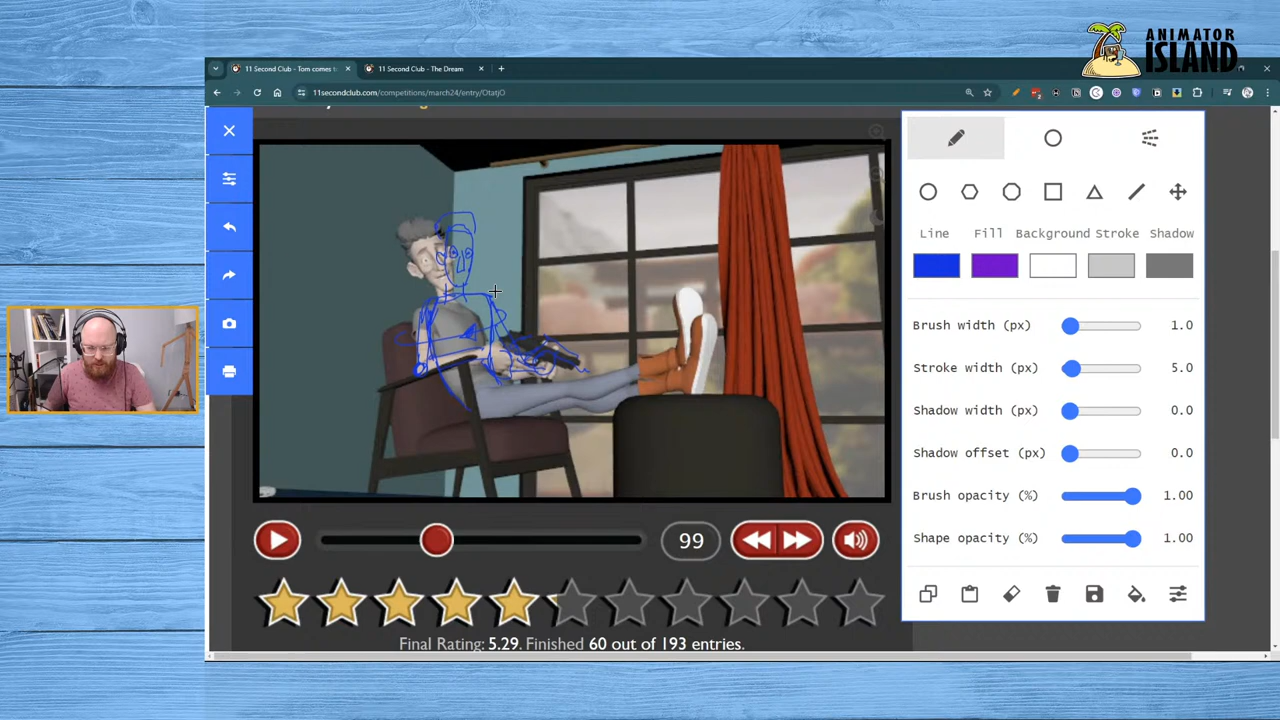 ANIMATOR
ISLAND
11 Second Club - Tom comes t
11 Second Club - The Dream
11secondclub.com/competitions/march24/entry/OtatjO
Line Fill Background Stroke Shadow
Brush width (px) 1.0
Stroke width (px) 5.0
Shadow width (px) 0.0
Shadow offset (px) 0.0
Brush opacity (%) 1.00
Shape opacity (%) 1.00
99
Final Rating: 5.29. Finished 60 out of 193 entries.